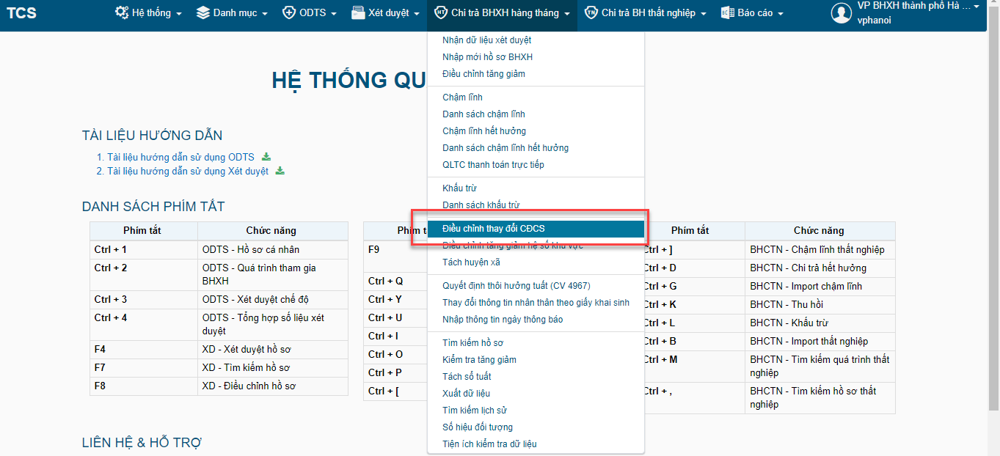 TCS
Hệ thống
Danh mục
ODTS
Xét duyệt
HT Chi trả BHXH hàng tháng
TN Chi trả BH thất nghiệp
Báo cáo
VP BHXH thành phố Hà ...
vphanoi
HỆ THỐNG QU
TÀI LIỆU HƯỚNG DẪN
1. Tài liệu hướng dẫn sử dụng ODTS
2. Tài liệu hướng dẫn sử dụng Xét duyệt
DANH SÁCH PHÍM TẮT
Phím tắt Chức năng
Ctrl + 1 ODTS - Hồ sơ cá nhân
Ctrl + 2 ODTS - Quá trình tham gia
BHXH
Ctrl + 3 ODTS - Xét duyệt chế độ
Ctrl + 4 ODTS - Tổng hợp số liệu xét
duyệt
F4 XD - Xét duyệt hồ sơ
F7 XD - Tìm kiếm hồ sơ
F8 XD - Điều chỉnh hồ sơ
Phím t
F9
Ctrl + Q
Ctrl + Y
Ctrl + U
Ctrl + I
Ctrl + O
Ctrl + P
Ctrl + [
Nhận dữ liệu xét duyệt
Nhập mới hồ sơ BHXH
Điều chỉnh tăng giảm
Chậm lĩnh
Danh sách chậm lĩnh
Chậm lĩnh hết hưởng
Danh sách chậm lĩnh hết hưởng
QLTC thanh toán trực tiếp
Khấu trừ
Danh sách khấu trừ
Điều chỉnh thay đổi CĐCS
Điều chỉnh tăng giảm hệ số khu vực
Tách huyện xã
Quyết định thôi hưởng tuất (CV 4967)
Thay đổi thông tin nhân thân theo giấy khai sinh
Nhập thông tin ngày thông báo
Tìm kiếm hồ sơ
Kiểm tra tăng giảm
Tách sổ tuất
Xuất dữ liệu
Tìm kiếm lịch sử
Số hiệu đối tượng
Tiện ích kiểm tra dữ liệu
Phím tắt Chức năng
Ctrl + ] BHCTN - Chậm lĩnh thất nghiệp
Ctrl + D BHCTN - Chi trả hết hưởng
Ctrl + G BHCTN - Import chậm lĩnh
Ctrl + K BHCTN - Thu hồi
Ctrl + L BHCTN - Khấu trừ
Ctrl + B BHCTN - Import thất nghiệp
Ctrl + M BHCTN - Tìm kiếm quá trình thất
nghiệp
Ctrl + , BHCTN - Tìm kiếm hồ sơ thất
nghiệp
LIÊN HỆ & HỖ TRỢ